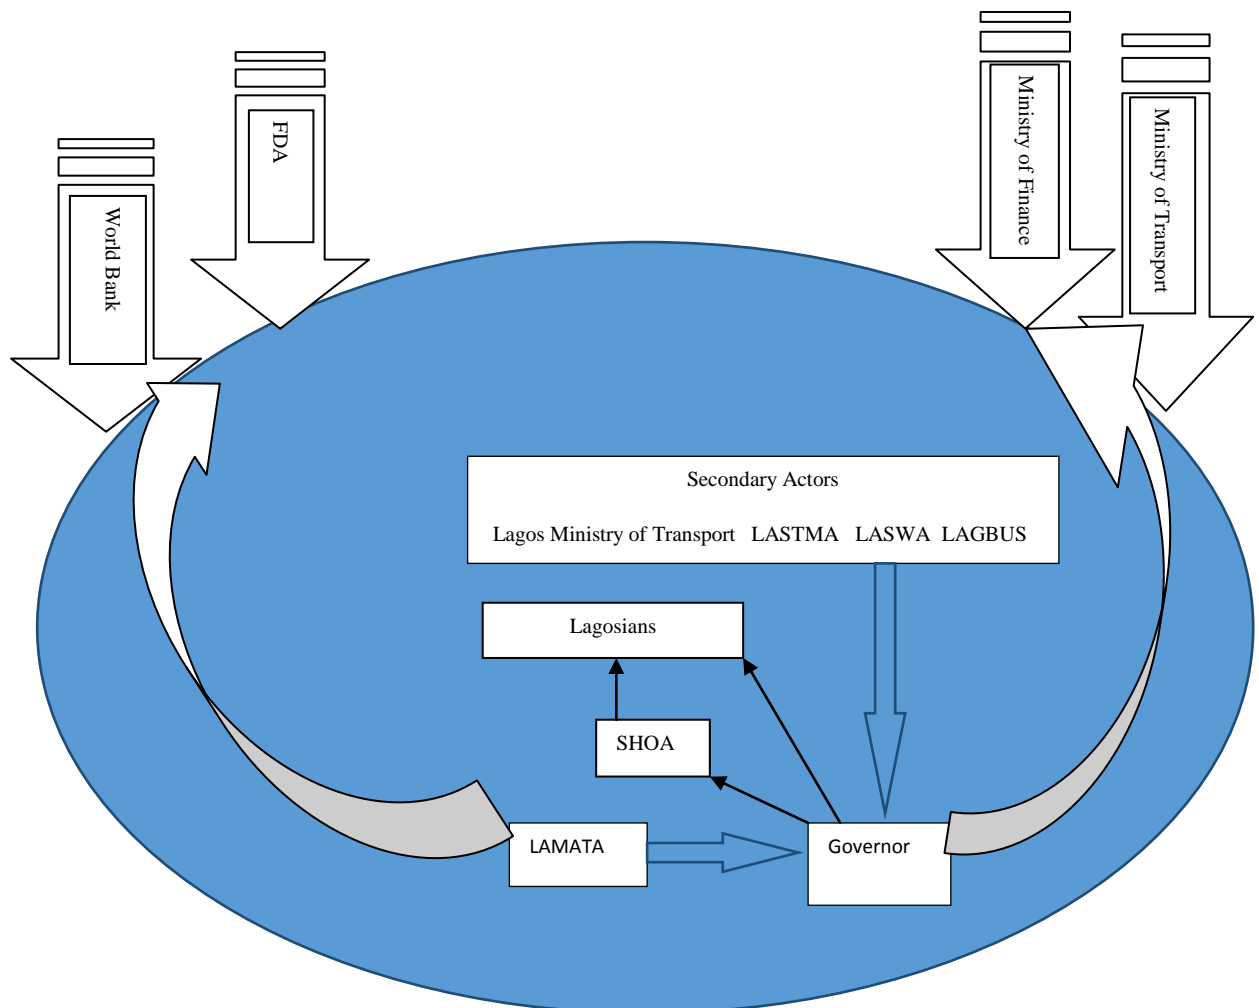 World Bank
FDA
Ministry of Finance
Ministry of Transport
Secondary Actors
Lagos Ministry of Transport LASTMA LASWA LAGBUS
Lagosians
SHOA
LAMATA
Governor